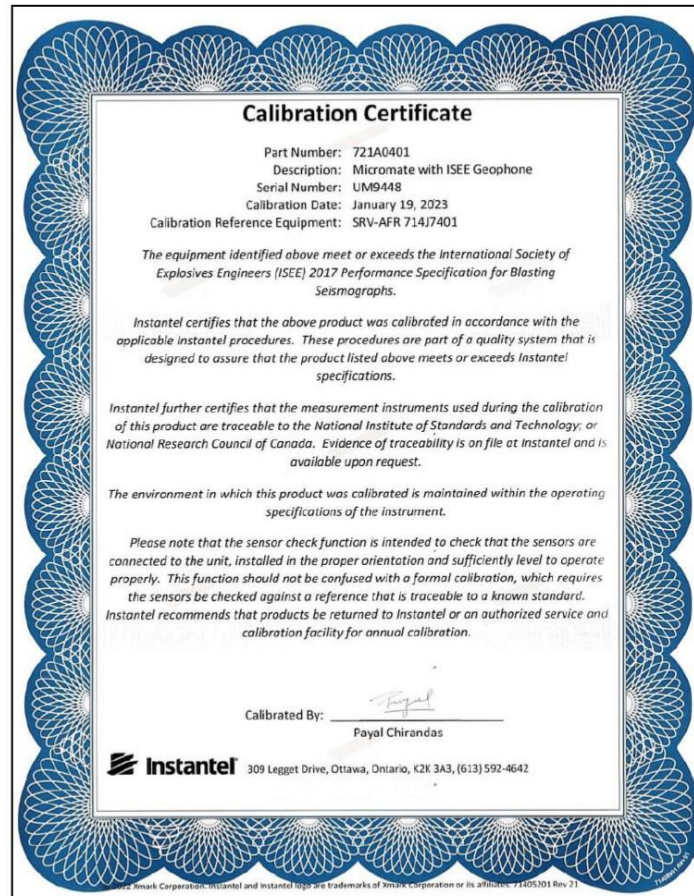 Calibration Certificate
Part Number: 721A0401
Description: Micromate with ISEE Geophone
Serial Number: UM9448
Calibration Date: January 19, 2023
Calibration Reference Equipment: SRV-AFR 714J7401
The equipment identified above meet or exceeds the International Society of
Explosives Engineers (ISEE) 2017 Performance Specification for Blasting
Seismographs.
Instantel certifies that the above product was calibrated in accordance with the
applicable Instantel procedures. These procedures are part of a quality system that is
designed to assure that the product listed above meets or exceeds Instantel
specifications.
Instantel further certifies that the measurement instruments used during the calibration
of this product are traceable to the National Institute of Standards and Technology; or
National Research Council of Canada. Evidence of traceability is on file at Instantel and is
available upon request.
The environment in which this product was calibrated is maintained within the operating
specifications of the instrument.
Please note that the sensor check function is intended to check that the sensors are
connected to the unit, installed in the proper orientation and sufficiently level to operate
properly. This function should not be confused with a formal calibration, which requires
the sensors be checked against a reference that is traceable to a known standard.
Instantel recommends that products be returned to Instantel or an authorized service and
calibration facility for annual calibration.
Calibrated By:
Payal Chirandas
Instantel 309 Legget Drive, Ottawa, Ontario, K2K 3A3, (613) 592-4642
2022 Xmark Corporation. Instantel and Instantel logo are trademarks of Xmark Corporation or its affiliates. 71405201 Rev 21